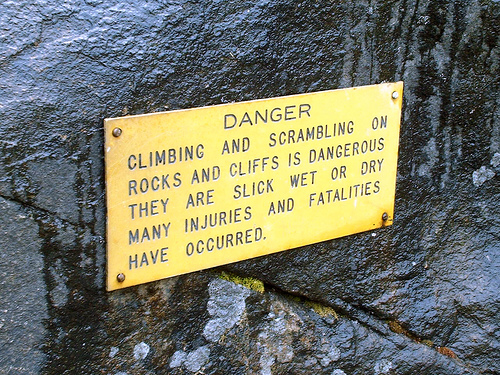 DANGER
CLIMBING AND SCRAMBLING ON
ROCKS AND CLIFFS IS DANGEROUS
THEY ARE SLICK WET OR DRY
MANY INJURIES AND FATALITIES
HAVE OCCURRED.